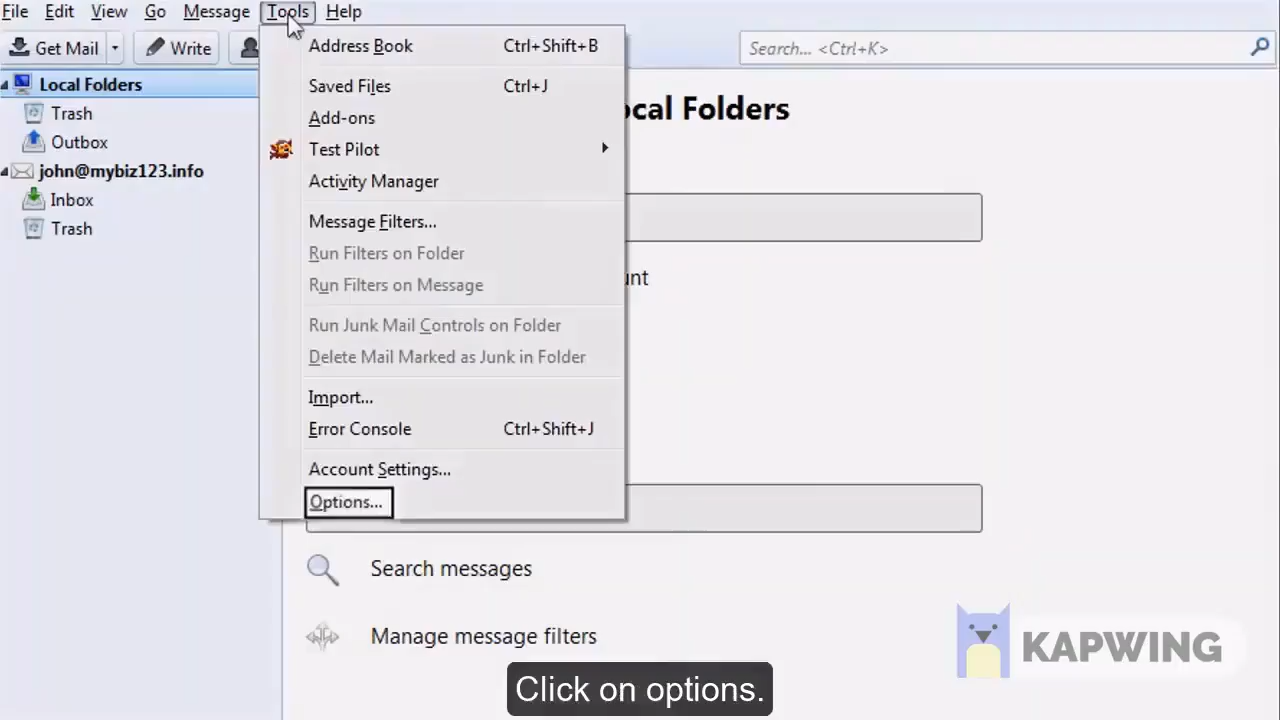 File Edit View Go Message Tools Help
Get Mail Write
Search... <Ctrl+K>
Local Folders
Trash
Outbox
john@mybiz123.info
Inbox
Trash
Address Book Ctrl+Shift+B
Saved Files Ctrl+J
Add-ons
Test Pilot
Activity Manager
Message Filters...
Run Filters on Folder
Run Filters on Message
Run Junk Mail Controls on Folder
Delete Mail Marked as Junk in Folder
Import...
Error Console Ctrl+Shift+J
Account Settings...
Options...
ocal Folders
unt
Search messages
Manage message filters
KAPWING
Click on options.